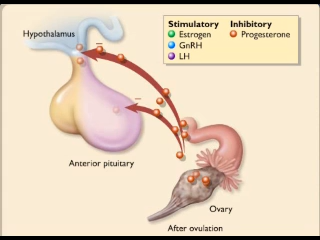 Hypothalamus
Stimulatory Inhibitory
Estrogen Progesterone
GnRH
LH
Anterior pituitary
Ovary
After ovulation